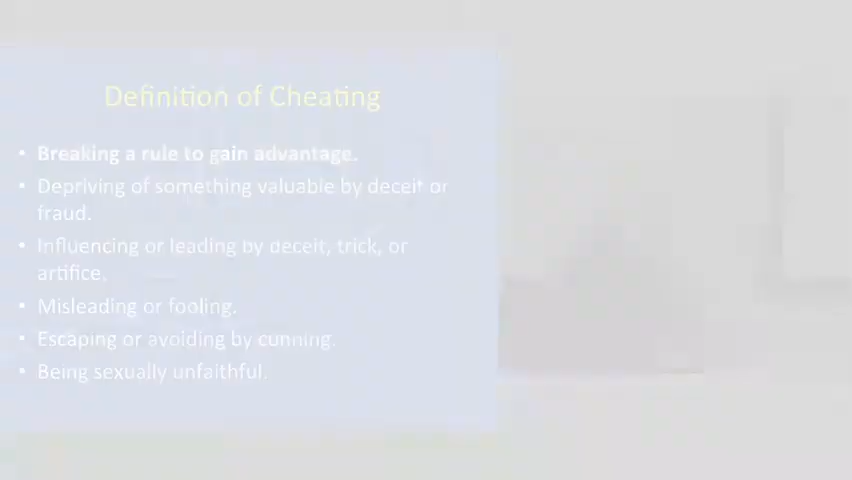 Definition of Cheating
• Breaking a rule to gain advantage.
• Depriving of something valuable by deceit or
fraud.
• Influencing or leading by deceit, trick, or
artifice.
• Misleading or fooling.
• Escaping or avoiding by cunning.
• Being sexually unfaithful.